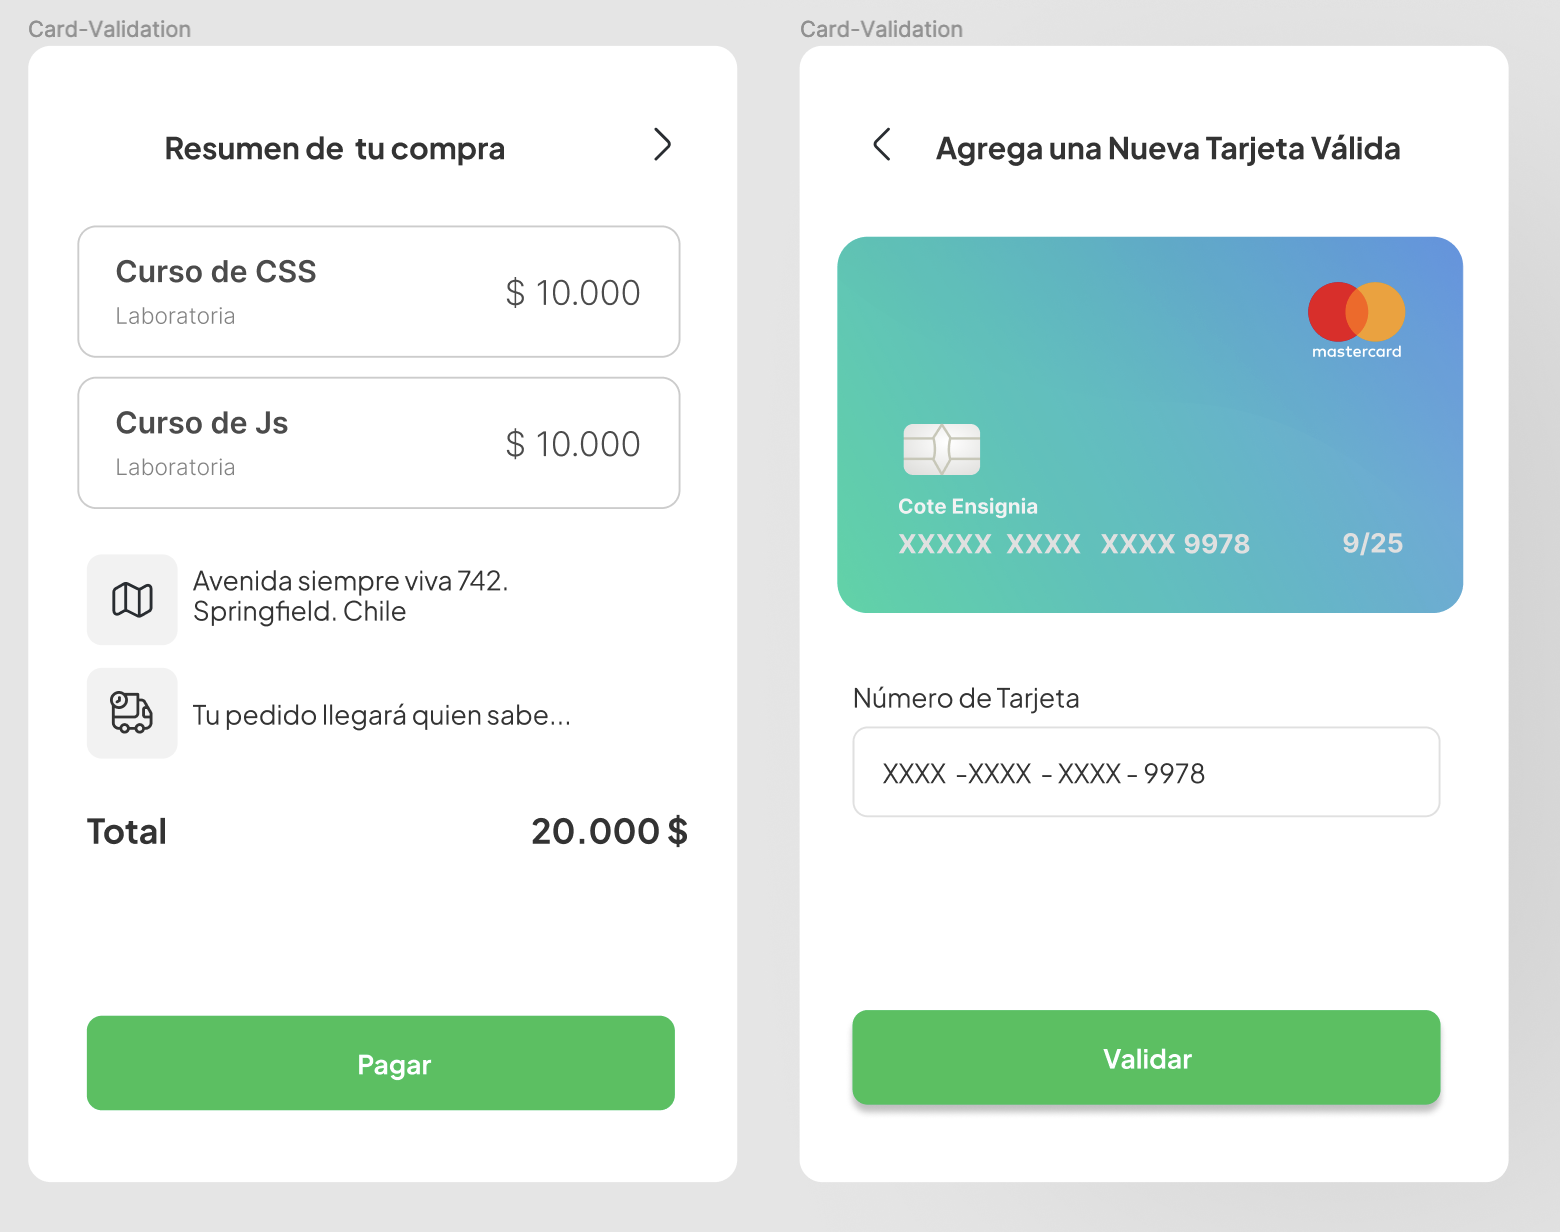 Card-Validation
Resumen de tu compra
Curso de CSS
Laboratoria
$ 10.000
Curso de Js
Laboratoria
$ 10.000
Avenida siempre viva 742.
Springfield. Chile
Tu pedido llegará quien sabe...
Total 20.000 $
Pagar
Card-Validation
Agrega una Nueva Tarjeta Válida
mastercard
Cote Ensignia
XXXXX XXXX XXXX 9978 9/25
Número de Tarjeta
XXXX -XXXX - XXXX - 9978
Validar